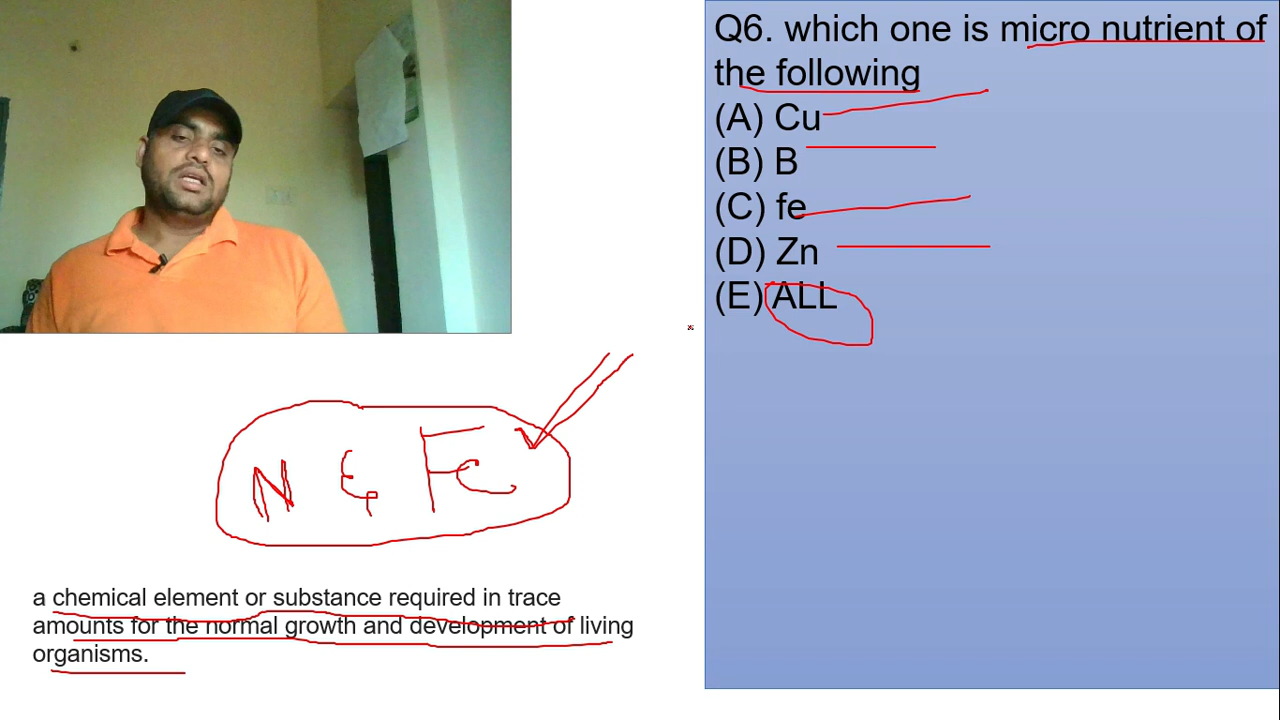 Q6. which one is micro nutrient of
the following
(A) Cu
(B) B
(C) fe
(D) Zn
(E) ALL
N & Fe
a chemical element or substance required in trace
amounts for the normal growth and development of living
organisms.